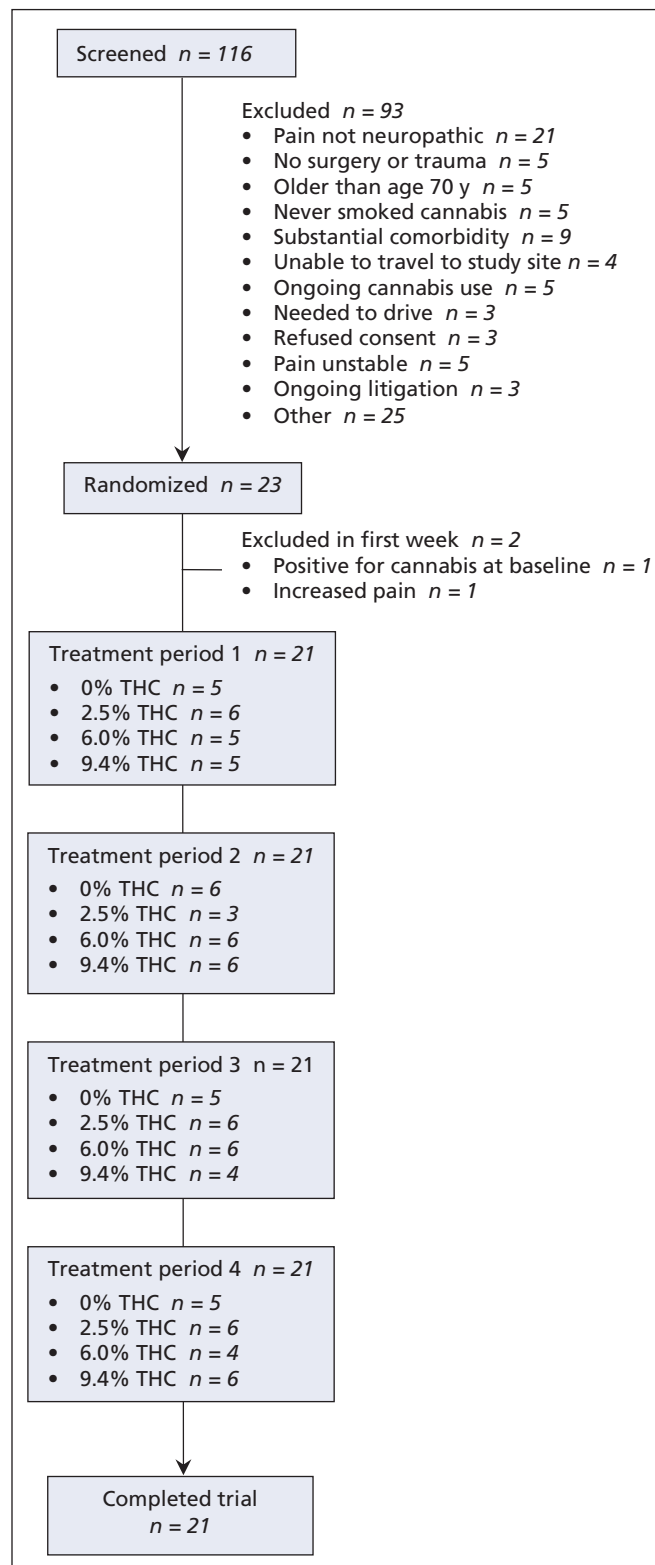 Screened n = 116
Excluded n = 93
• Pain not neuropathic n = 21
• No surgery or trauma n = 5
• Older than age 70 y n = 5
• Never smoked cannabis n = 5
• Substantial comorbidity n = 9
• Unable to travel to study site n = 4
• Ongoing cannabis use n = 5
• Needed to drive n = 3
• Refused consent n = 3
• Pain unstable n = 5
• Ongoing litigation n = 3
• Other n = 25
Randomized n = 23
Excluded in first week n = 2
• Positive for cannabis at baseline n = 1
• Increased pain n = 1
Treatment period 1 n = 21
• 0% THC n = 5
• 2.5% THC n = 6
• 6.0% THC n = 5
• 9.4% THC n = 5
Treatment period 2 n = 21
• 0% THC n = 6
• 2.5% THC n = 3
• 6.0% THC n = 6
• 9.4% THC n = 6
Treatment period 3 n = 21
• 0% THC n = 5
• 2.5% THC n = 6
• 6.0% THC n = 6
• 9.4% THC n = 4
Treatment period 4 n = 21
• 0% THC n = 5
• 2.5% THC n = 6
• 6.0% THC n = 4
• 9.4% THC n = 6
Completed trial
n = 21